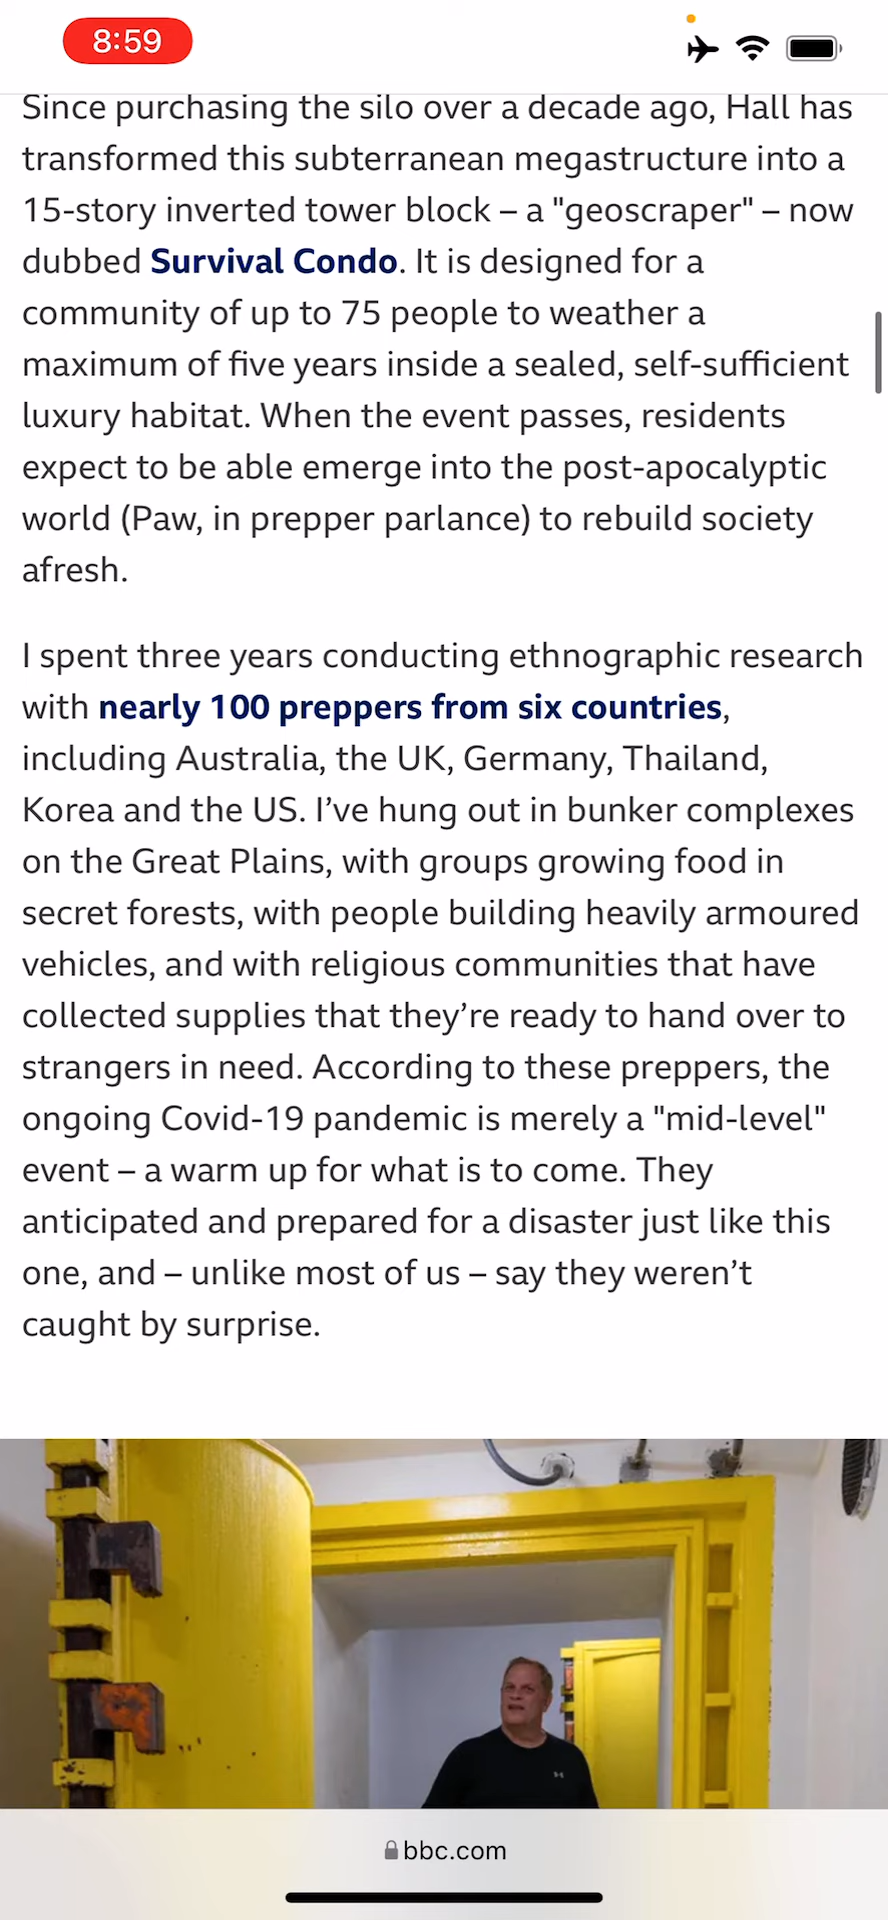 8:59
Since purchasing the silo over a decade ago, Hall has
transformed this subterranean megastructure into a
15-story inverted tower block – a "geoscraper" – now
dubbed Survival Condo. It is designed for a
community of up to 75 people to weather a
maximum of five years inside a sealed, self-sufficient
luxury habitat. When the event passes, residents
expect to be able emerge into the post-apocalyptic
world (Paw, in prepper parlance) to rebuild society
afresh.
I spent three years conducting ethnographic research
with nearly 100 preppers from six countries,
including Australia, the UK, Germany, Thailand,
Korea and the US. I’ve hung out in bunker complexes
on the Great Plains, with groups growing food in
secret forests, with people building heavily armoured
vehicles, and with religious communities that have
collected supplies that they’re ready to hand over to
strangers in need. According to these preppers, the
ongoing Covid-19 pandemic is merely a "mid-level"
event – a warm up for what is to come. They
anticipated and prepared for a disaster just like this
one, and – unlike most of us – say they weren’t
caught by surprise.
bbc.com